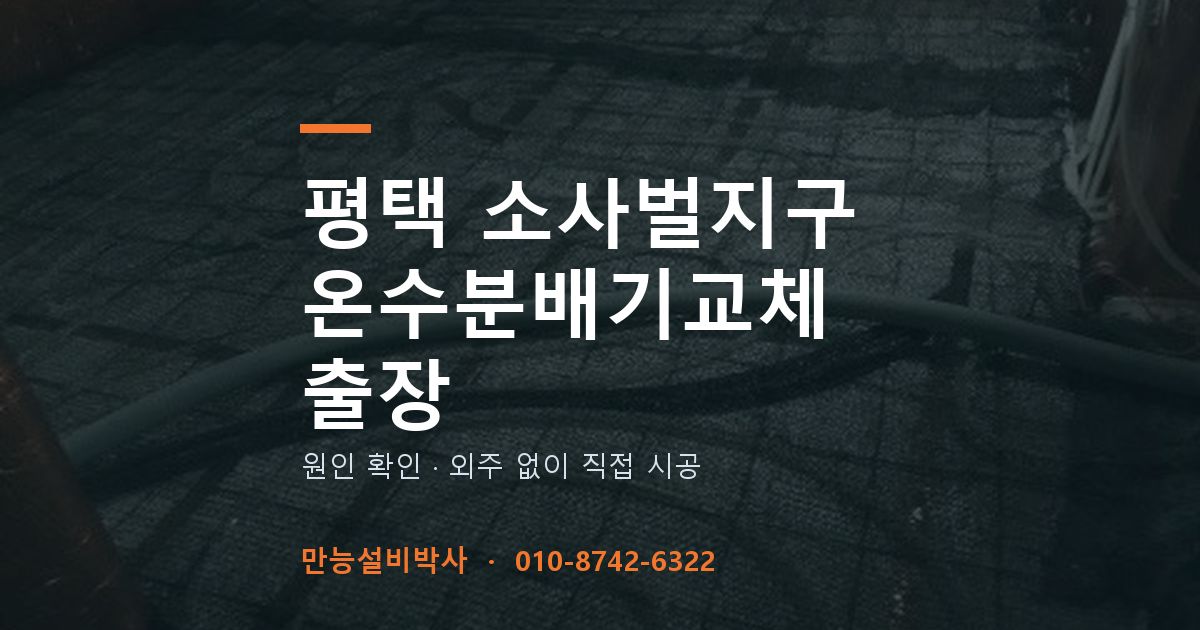 평택 소사벌지구
온수분배기교체
출장
원인 확인 · 외주 없이 직접 시공
만능설비박사 · 010-8742-6322